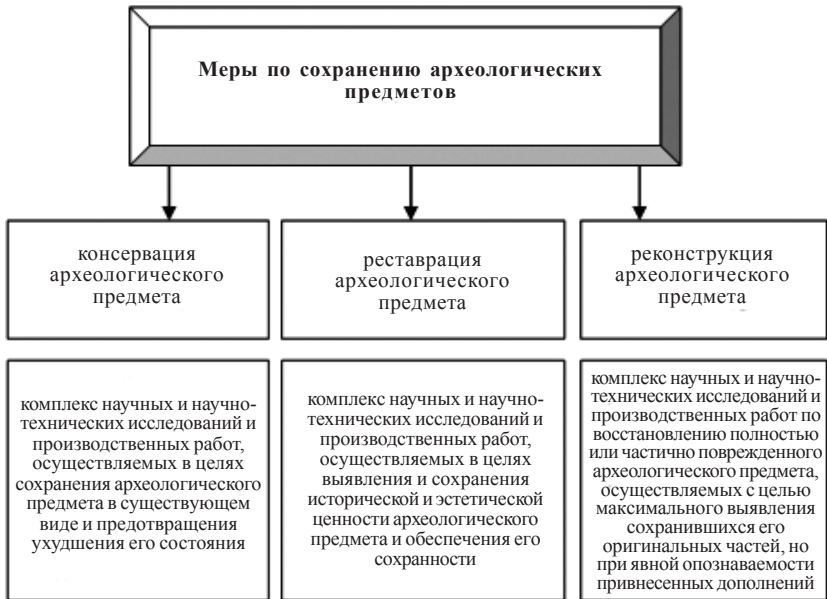 Меры по сохранению археологических
предметов
консервация
археологического
предмета
реставрация
археологического
предмета
реконструкция
археологического
предмета
комплекс научных и научно-
технических исследований и
производственных работ,
осуществляемых в целях
сохранения археологического
предмета в существующем
виде и предотвращения
ухудшения его состояния
комплекс научных и научно-
технических исследований и
производственных работ,
осуществляемых в целях
выявления и сохранения
исторической и эстетической
ценности археологического
предмета и обеспечения его
сохранности
комплекс научных и научно-
технических исследований и
производственных работ по
восстановлению полностью
или частично поврежденного
археологического предмета,
осуществляемых с целью
максимального выявления
сохранившихся его
оригинальных частей, но
при явной опознаваемости
привнесенных дополнений